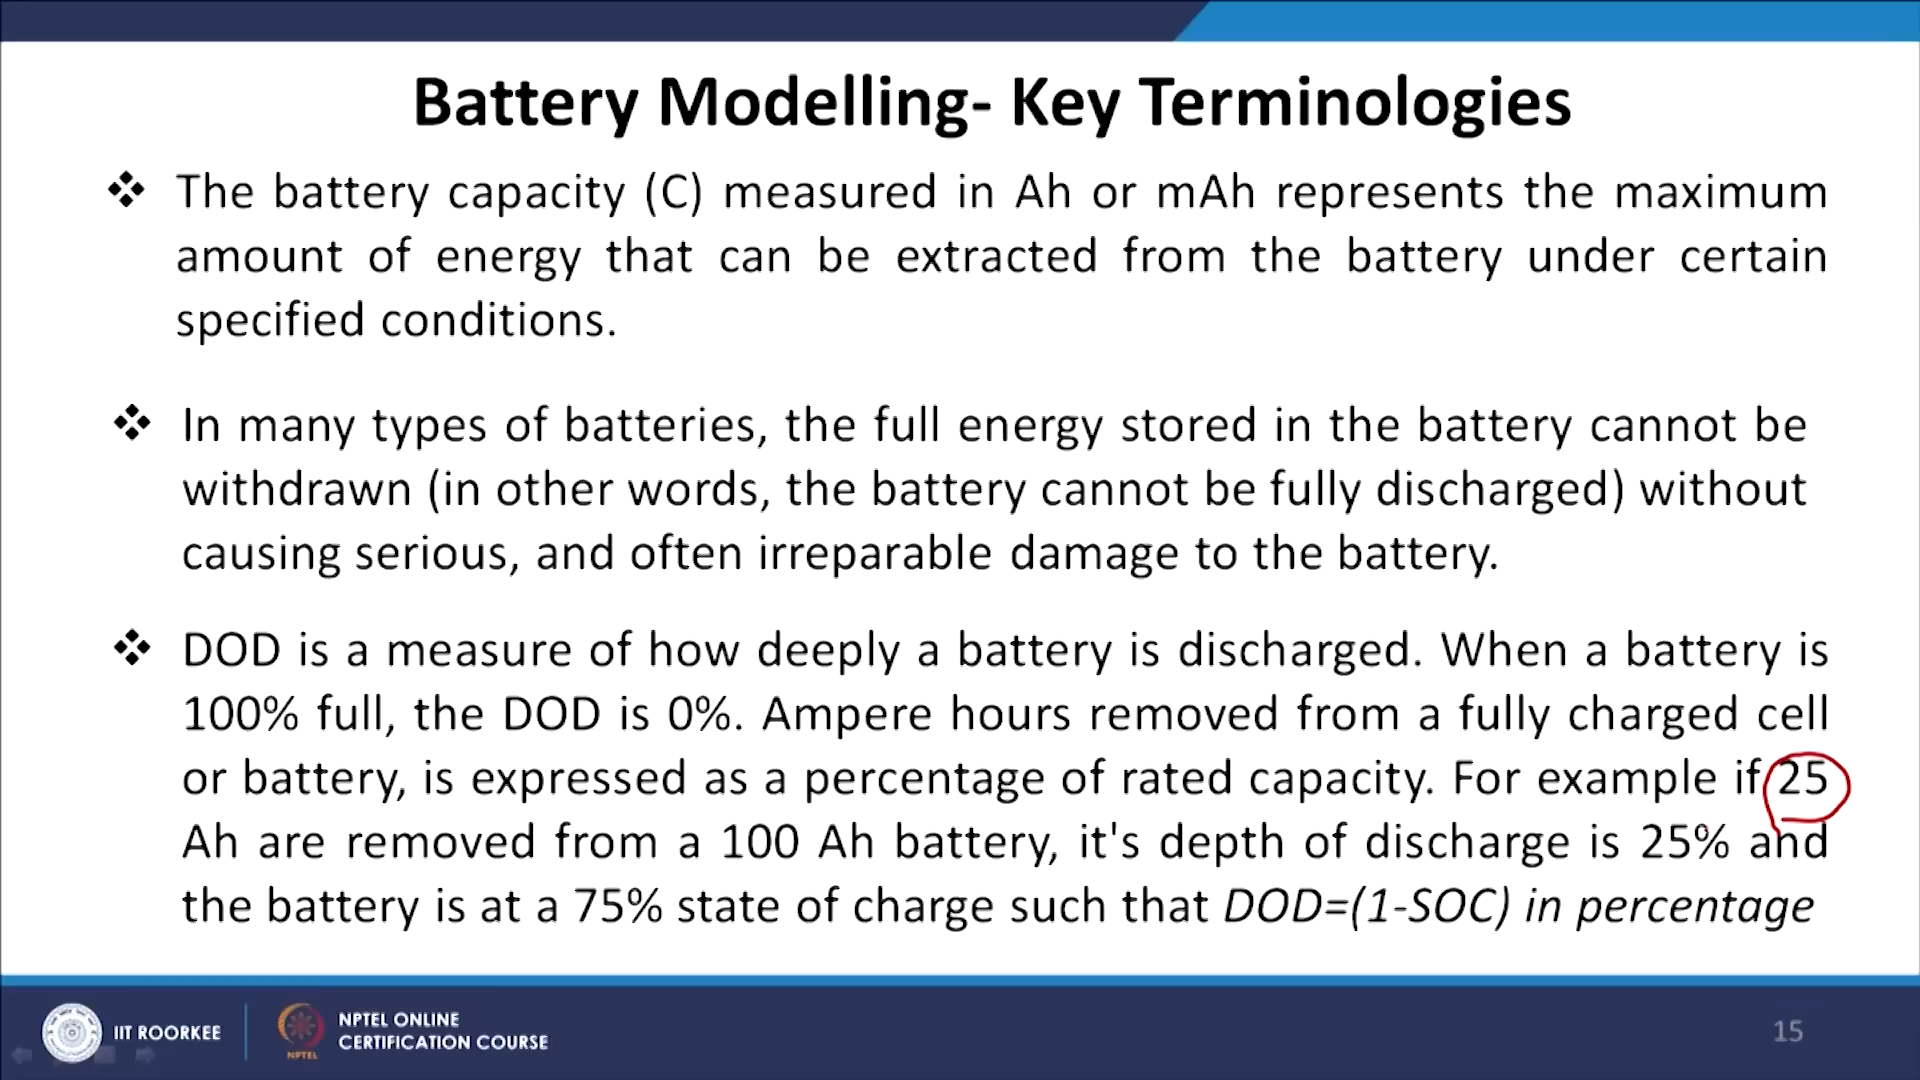 Battery Modelling- Key Terminologies
❖ The battery capacity (C) measured in Ah or mAh represents the maximum
amount of energy that can be extracted from the battery under certain
specified conditions.
❖ In many types of batteries, the full energy stored in the battery cannot be
withdrawn (in other words, the battery cannot be fully discharged) without
causing serious, and often irreparable damage to the battery.
❖ DOD is a measure of how deeply a battery is discharged. When a battery is
100% full, the DOD is 0%. Ampere hours removed from a fully charged cell
or battery, is expressed as a percentage of rated capacity. For example if 25
Ah are removed from a 100 Ah battery, it's depth of discharge is 25% and
the battery is at a 75% state of charge such that DOD=(1-SOC) in percentage
IIT ROORKEE
NPTEL
NPTEL ONLINE
CERTIFICATION COURSE
15